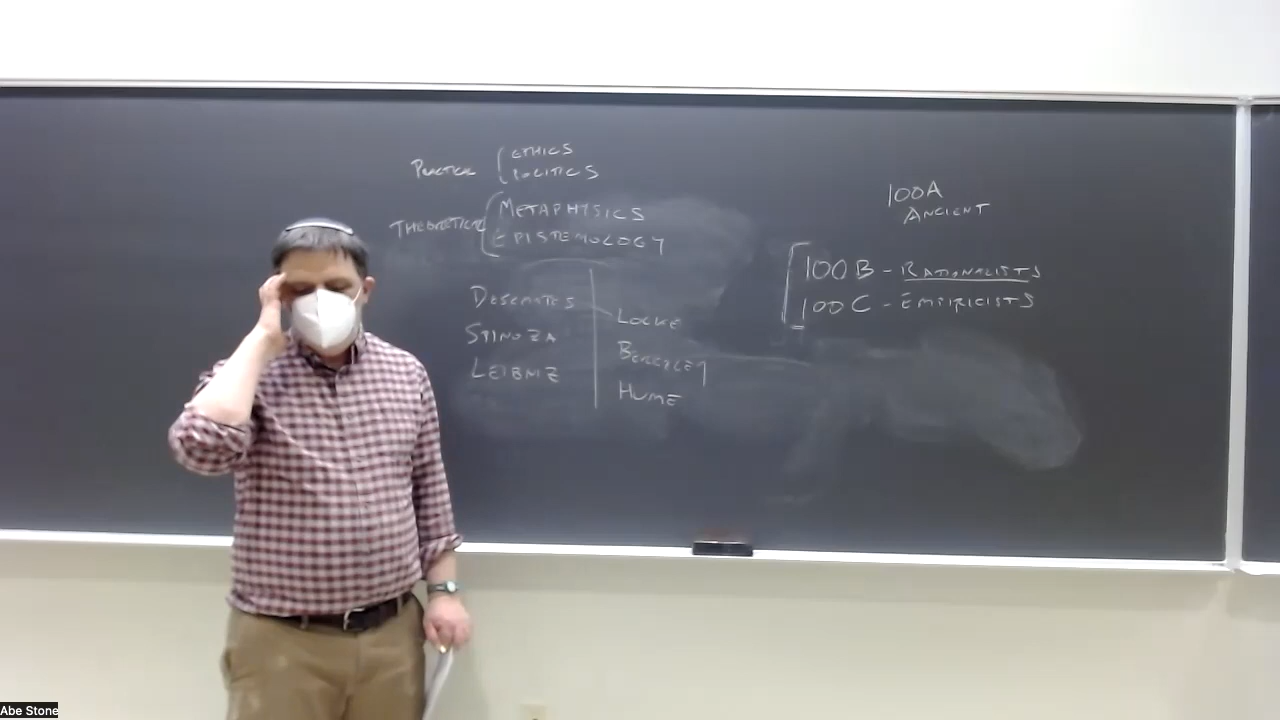 PRACTICAL { ETHICS
POLITICS
THEORETICAL { METAPHYSICS
EPISTEMOLOGY
DESCARTES
SPINOZA
LEIBNIZ
LOCKE
BERKELEY
HUME
100A
ANCIENT
100B - RATIONALISTS
100C - EMPIRICISTS
Abe Stone